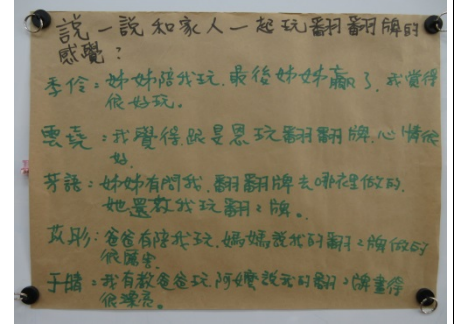 說一說和家人一起玩翻翻牌的
感覺?
季伶:姊姊陪我玩,最後姊姊贏了,我覺得
很好玩。
雲堯:我覺得跟旻恩玩翻翻牌,心情很
好.
芳語:姊姊有問我,翻翻牌去哪裡做的.
她還教我玩翻翻牌。
苡彤:爸爸有陪我玩,媽媽說我的翻翻牌做的
很厲害.
于晴:我有教爸爸玩,阿嬤說我的翻翻牌畫得
很漂亮。